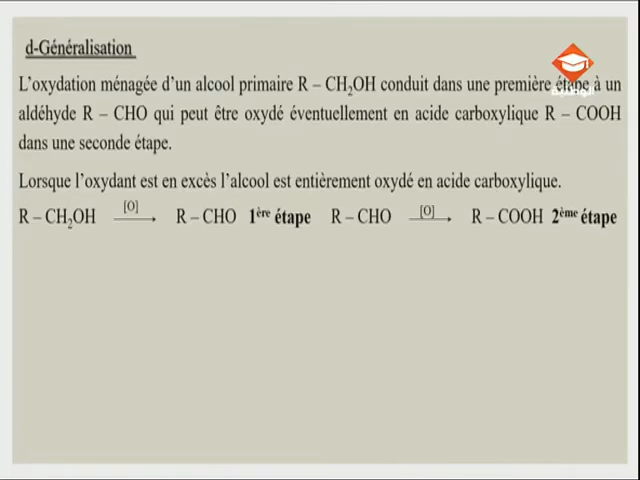 d-Généralisation
L’oxydation ménagée d’un alcool primaire R – CH₂OH conduit dans une première étape à un
aldéhyde R – CHO qui peut être oxydé éventuellement en acide carboxylique R – COOH
dans une seconde étape.
Lorsque l’oxydant est en excès l’alcool est entièrement oxydé en acide carboxylique.
R – CH₂OH [O] → R – CHO 1ère étape R – CHO [O] → R – COOH 2ème étape